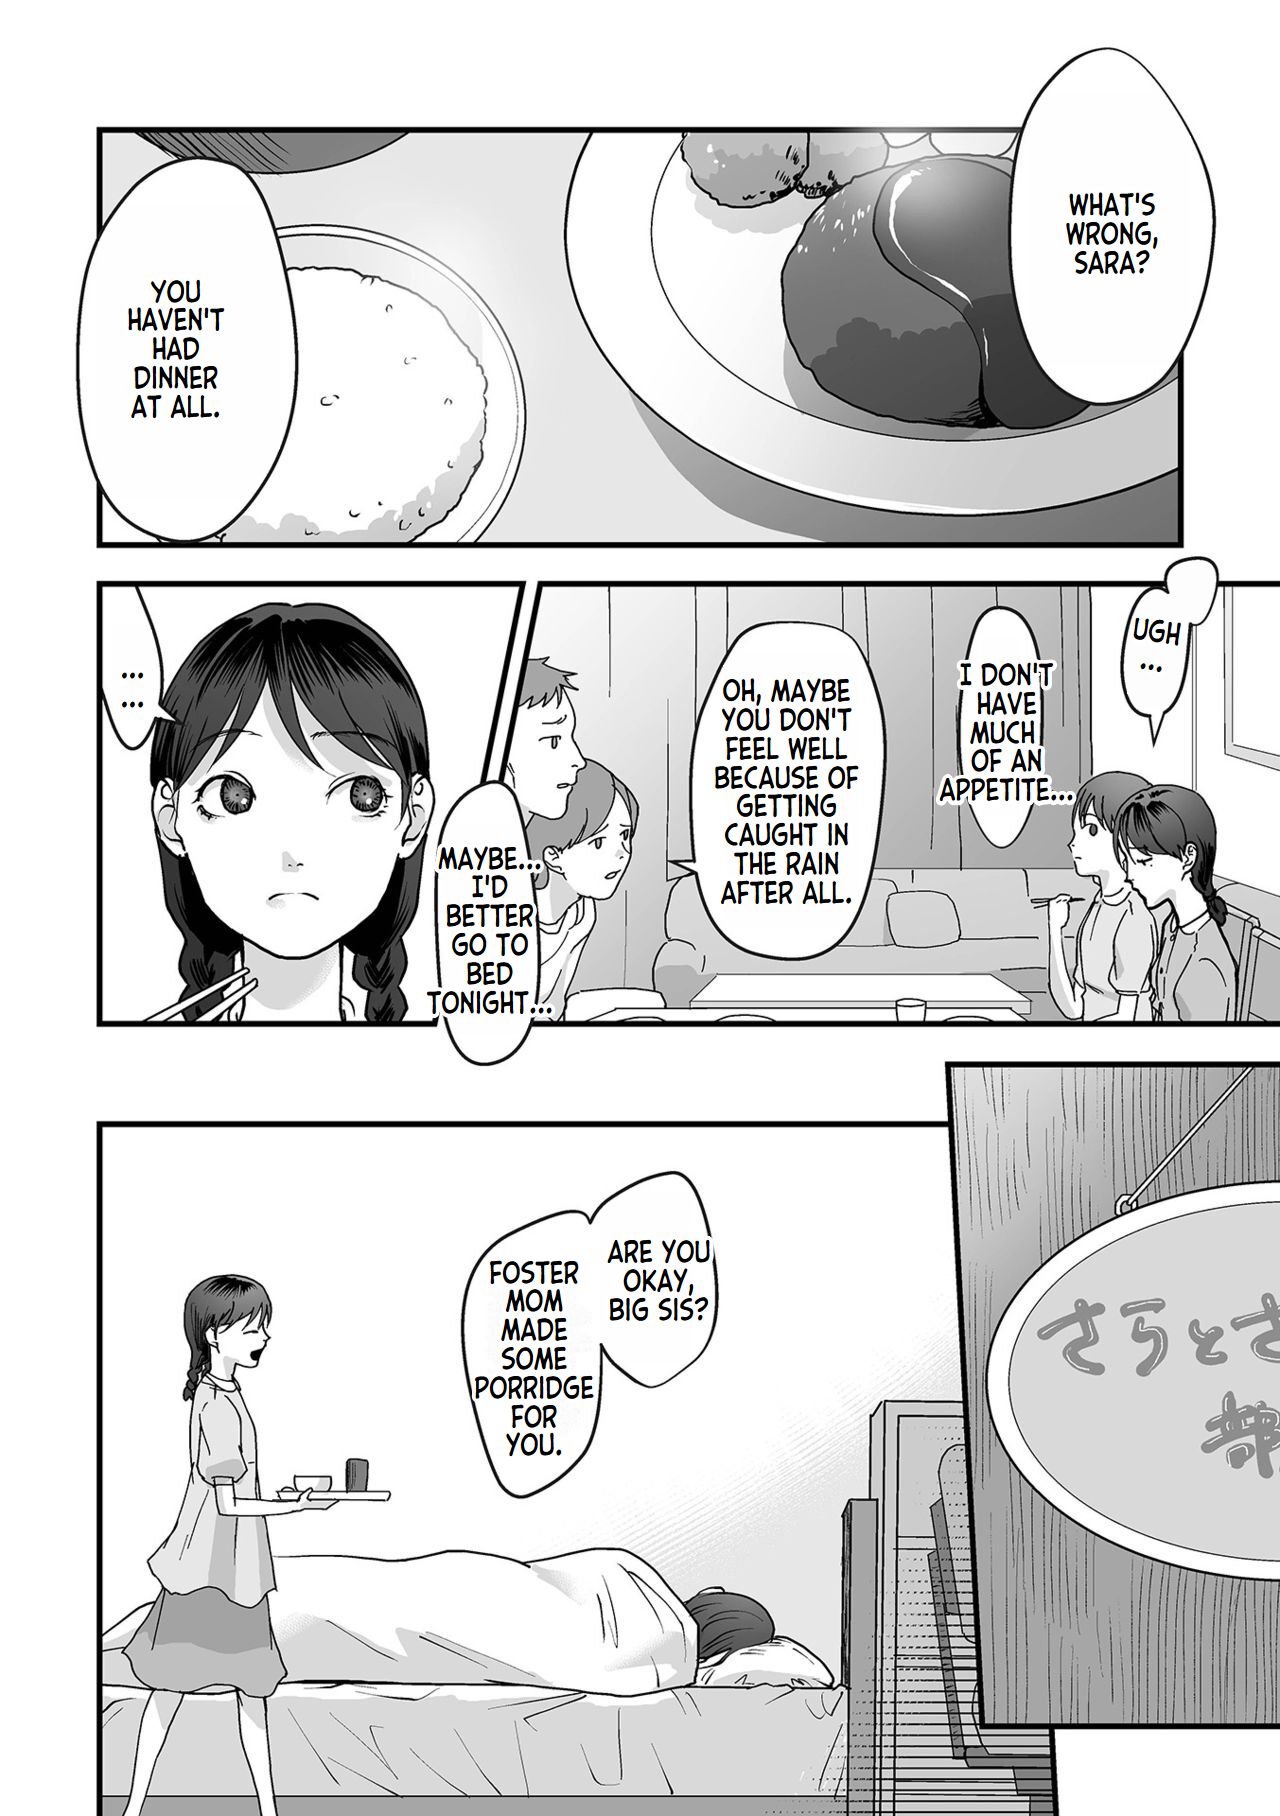 WHAT'S
WRONG,
SARA?
YOU
HAVEN'T
HAD
DINNER
AT ALL.
UGH
...
I DON'T
HAVE
MUCH
OF AN
APPETITE...
OH, MAYBE
YOU DON'T
FEEL WELL
BECAUSE OF
GETTING
CAUGHT IN
THE RAIN
AFTER ALL.
MAYBE...
I'D
BETTER
GO TO
BED
TONIGHT...
...
...
さらとさ
部
ARE YOU
OKAY,
BIG SIS?
FOSTER
MOM
MADE
SOME
PORRIDGE
FOR
YOU.